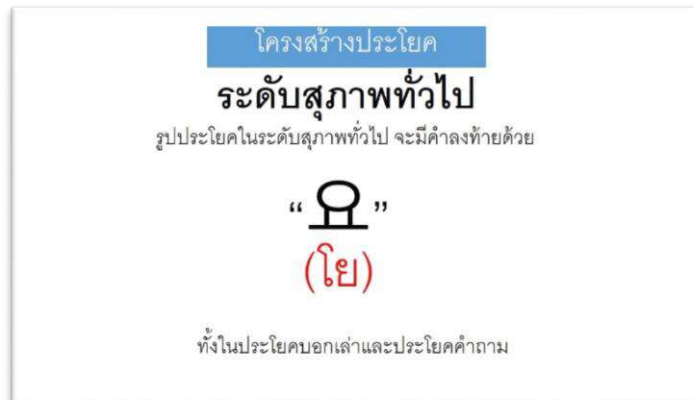 โครงสร้างประโยค
ระดับสุภาพทั่วไป
รูปประโยคในระดับสุภาพทั่วไป จะมีคำลงท้ายด้วย
“요”
(โย)
ทั้งในประโยคบอกเล่าและประโยคคำถาม